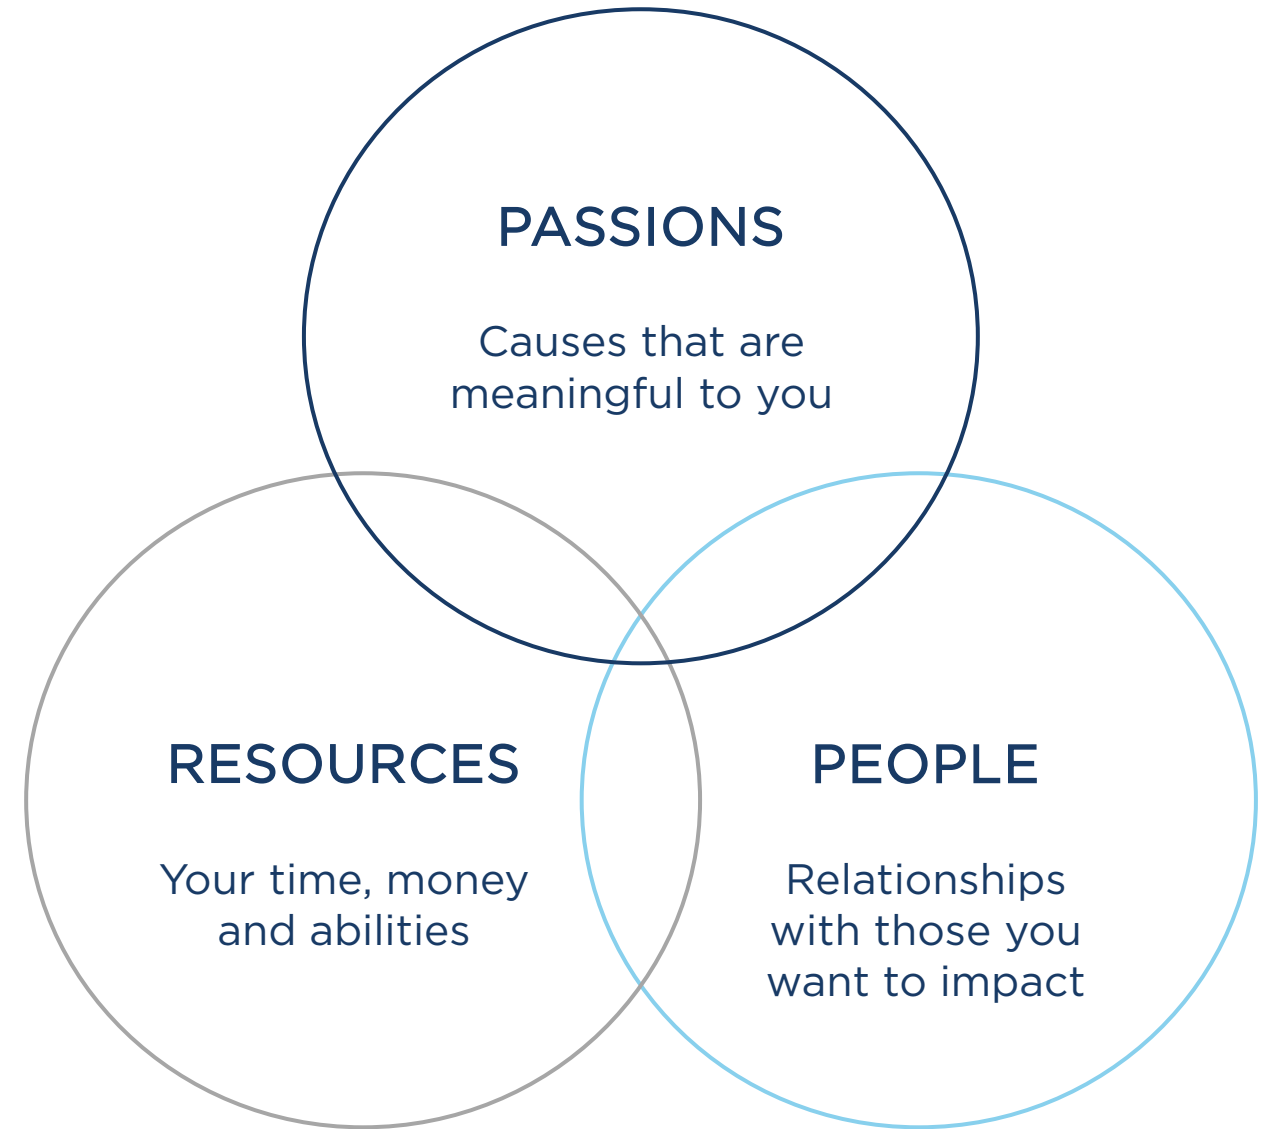 PASSIONS
Causes that are
meaningful to you
RESOURCES
Your time, money
and abilities
PEOPLE
Relationships
with those you
want to impact